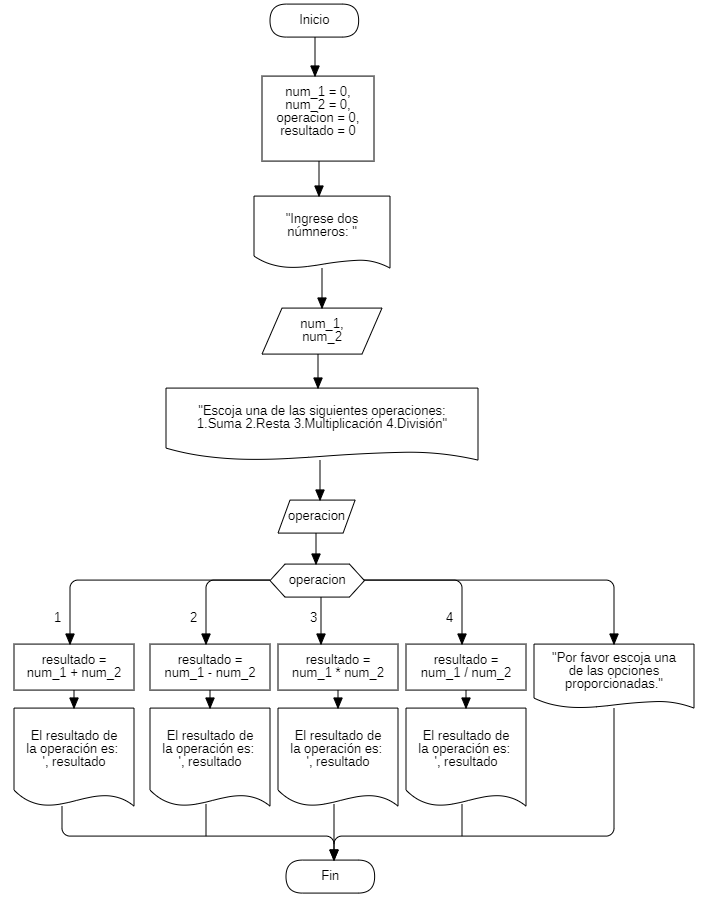 Inicio
num_1 = 0,
num_2 = 0,
operacion = 0,
resultado = 0
"Ingrese dos
númneros: "
num_1,
num_2
"Escoja una de las siguientes operaciones:
1.Suma 2.Resta 3.Multiplicación 4.División"
operacion
operacion
1
2
3
4
resultado =
num_1 + num_2
resultado =
num_1 - num_2
resultado =
num_1 * num_2
resultado =
num_1 / num_2
"Por favor escoja una
de las opciones
proporcionadas."
El resultado de
la operación es:
', resultado
El resultado de
la operación es:
', resultado
El resultado de
la operación es:
', resultado
El resultado de
la operación es:
', resultado
Fin